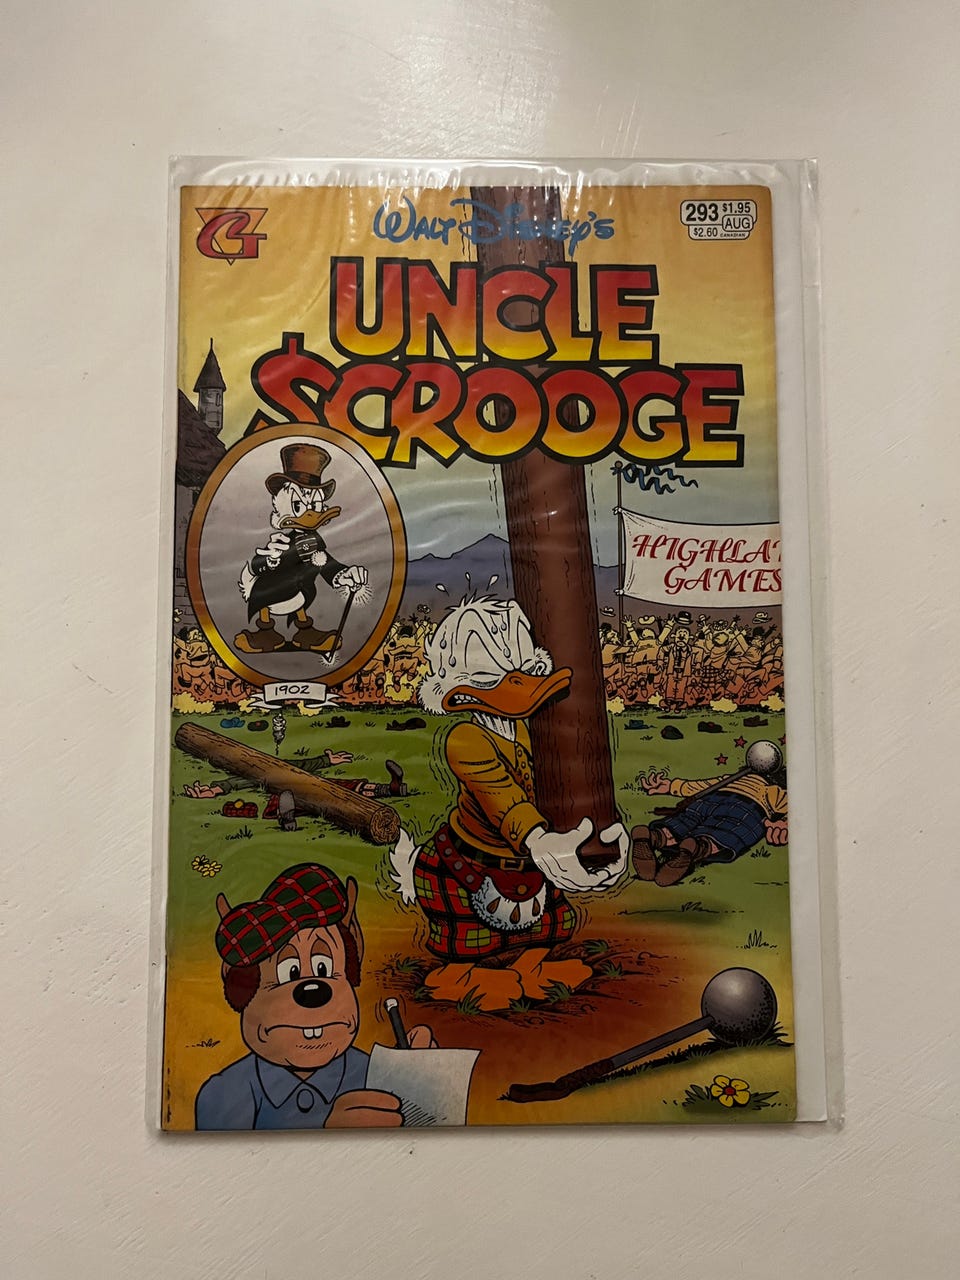 WALT DISNEY'S
293 $1.95
$2.60 AUG
CANADIAN
UNCLE
$CROOGE
HIGHLA
GAMES
1902